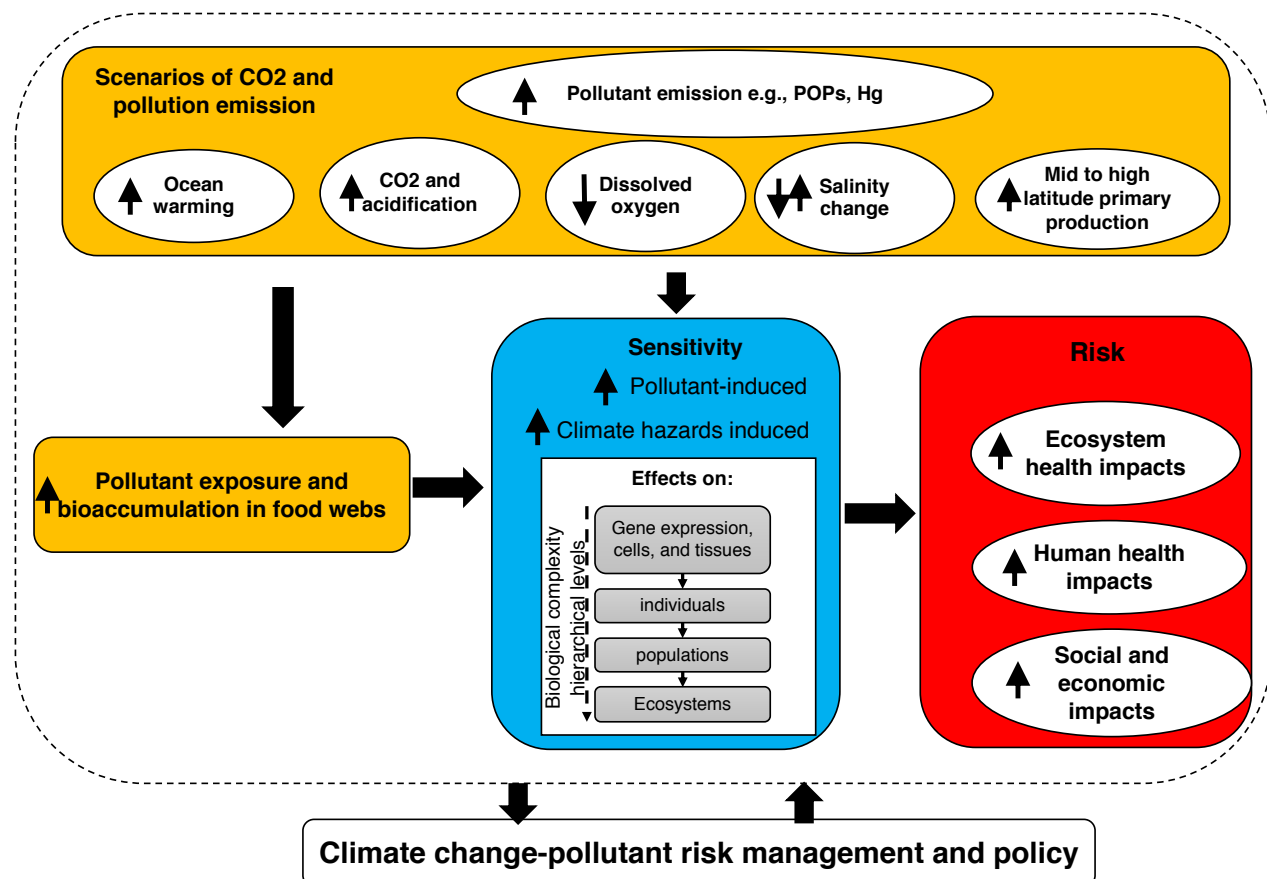 Scenarios of CO2 and
pollution emission
Pollutant emission e.g., POPs, Hg
Ocean
warming
CO2 and
acidification
Dissolved
oxygen
Salinity
change
Mid to high
latitude primary
production
Pollutant exposure and
bioaccumulation in food webs
Sensitivity
Pollutant-induced
Climate hazards induced
Effects on:
Biological complexity
hierarchical levels
Gene expression,
cells, and tissues
individuals
populations
Ecosystems
Risk
Ecosystem
health impacts
Human health
impacts
Social and
economic
impacts
Climate change-pollutant risk management and policy